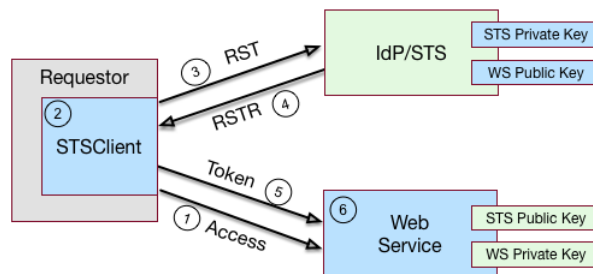 Requestor
2
STSClient
3 RST
RSTR 4
IdP/STS
STS Private Key
WS Public Key
Token 5
1 Access
6
Web
Service
STS Public Key
WS Private Key